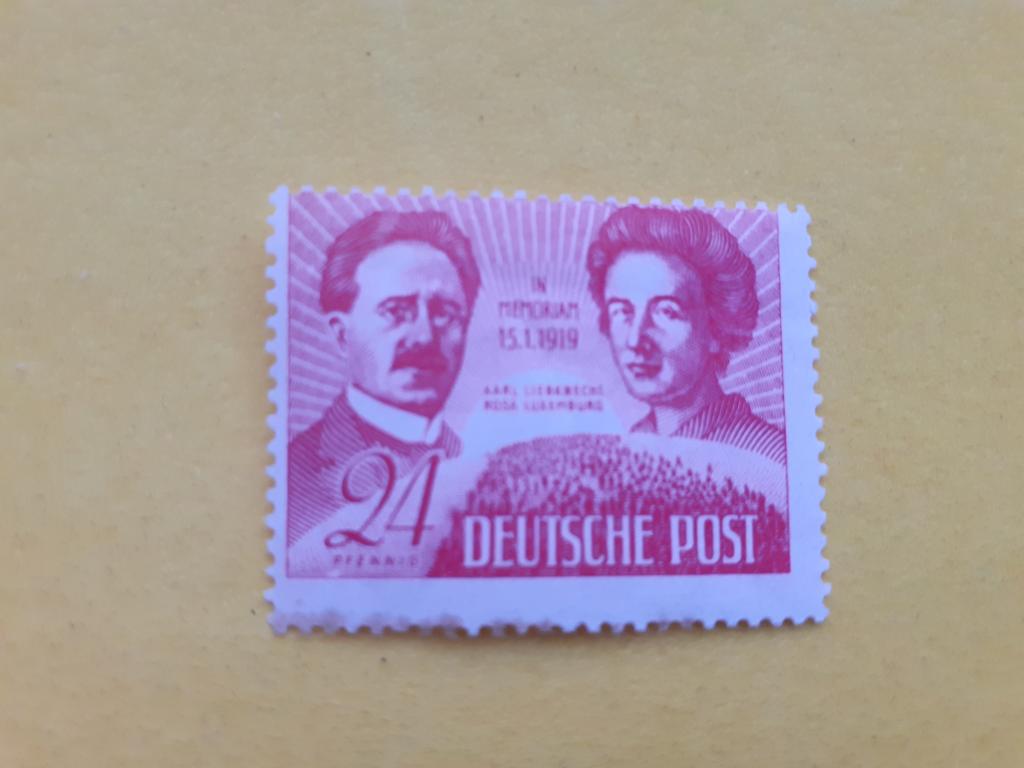 IN
MEMORIAM
15.1.1919
KARL LIEBKNECHT
ROSA LUXEMBURG
24
PFENNIG
DEUTSCHE POST